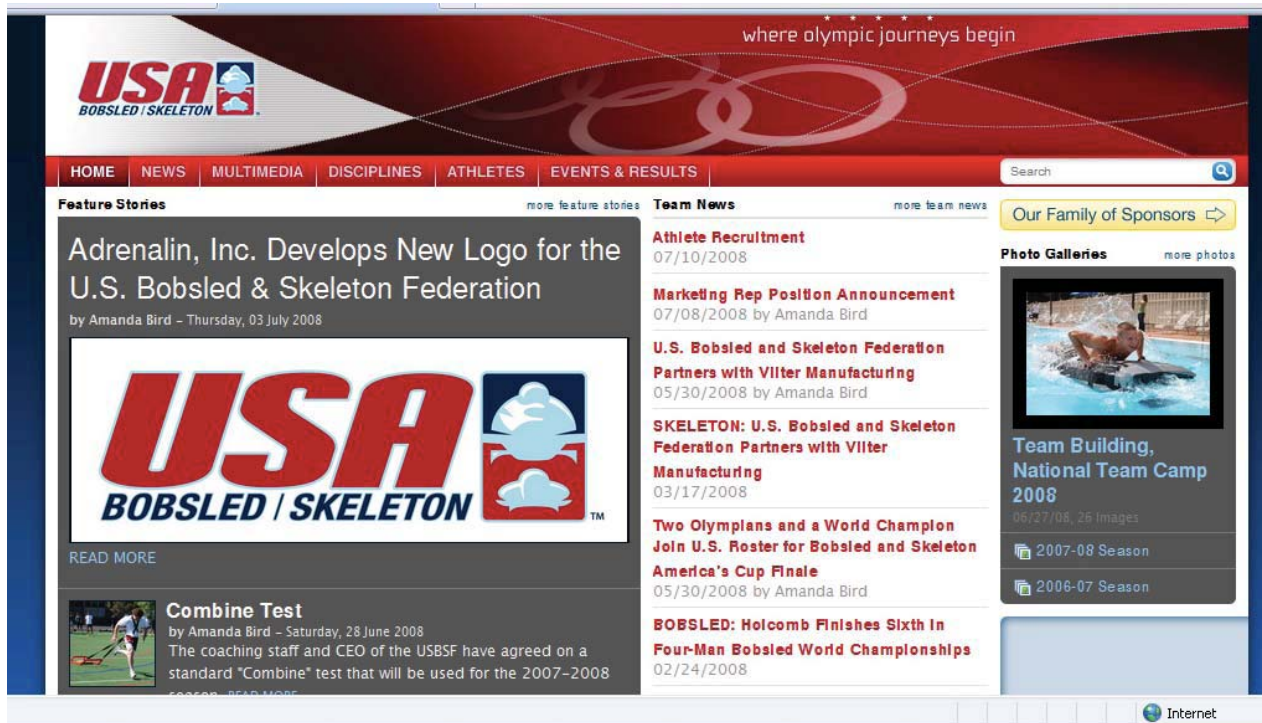 where olympic journeys begin
USA
BOBSLED / SKELETON
HOME NEWS MULTIMEDIA DISCIPLINES ATHLETES EVENTS & RESULTS
Search
Feature Stories more feature stories
Adrenalin, Inc. Develops New Logo for the
U.S. Bobsled & Skeleton Federation
by Amanda Bird – Thursday, 03 July 2008
USA
BOBSLED / SKELETON TM
READ MORE
Combine Test
by Amanda Bird – Saturday, 28 June 2008
The coaching staff and CEO of the USBSF have agreed on a
standard "Combine" test that will be used for the 2007-2008
season. READ MORE
Team News more team news
Athlete Recruitment
07/10/2008
Marketing Rep Position Announcement
07/08/2008 by Amanda Bird
U.S. Bobsled and Skeleton Federation
Partners with Vilter Manufacturing
05/30/2008 by Amanda Bird
SKELETON: U.S. Bobsled and Skeleton
Federation Partners with Vilter
Manufacturing
03/17/2008
Two Olympians and a World Champion
Join U.S. Roster for Bobsled and Skeleton
America's Cup Finale
05/30/2008 by Amanda Bird
BOBSLED: Holcomb Finishes Sixth in
Four-Man Bobsled World Championships
02/24/2008
Our Family of Sponsors
Photo Galleries more photos
Team Building,
National Team Camp
2008
06/27/08, 26 Images
2007-08 Season
2006-07 Season
Internet